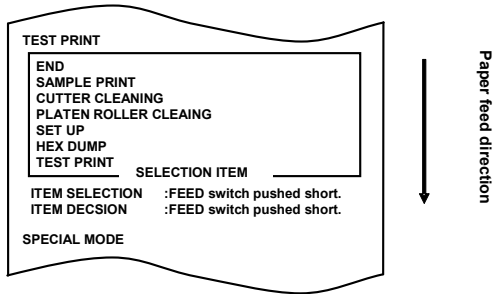 TEST PRINT
END
SAMPLE PRINT
CUTTER CLEANING
PLATEN ROLLER CLEAING
SET UP
HEX DUMP
TEST PRINT
SELECTION ITEM
ITEM SELECTION :FEED switch pushed short.
ITEM DECSION :FEED switch pushed short.
SPECIAL MODE
Paper feed direction